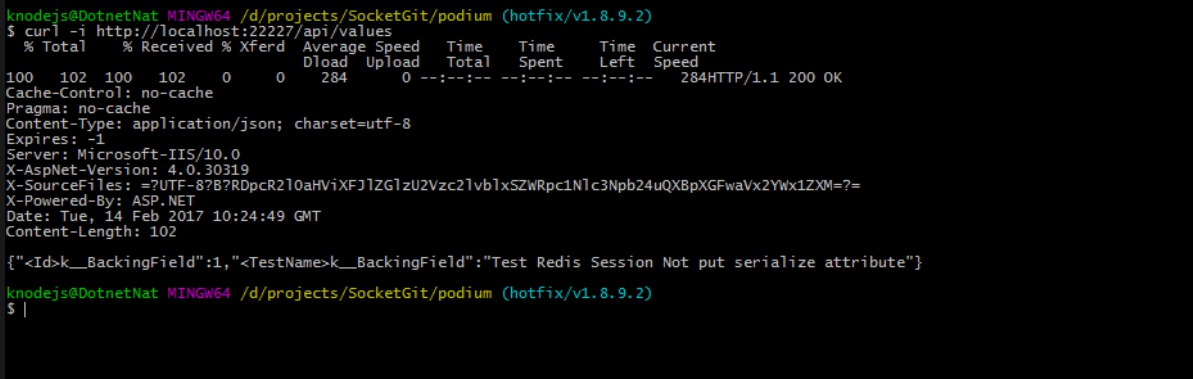 knodejs@DotnetNat MINGW64 /d/projects/SocketGit/podium (hotfix/v1.8.9.2)
$ curl -i http://localhost:22227/api/values
  % Total    % Received % Xferd  Average Speed   Time    Time     Time  Current
                                 Dload  Upload   Total   Spent    Left  Speed
100   102  100   102    0     0    284      0 --:--:-- --:--:-- --:--:--   284HTTP/1.1 200 OK
Cache-Control: no-cache
Pragma: no-cache
Content-Type: application/json; charset=utf-8
Expires: -1
Server: Microsoft-IIS/10.0
X-AspNet-Version: 4.0.30319
X-SourceFiles: =?UTF-8?B?RDpcR2l0aHViXFJlZGlzU2Vzc2lvblxSZWRpc1Nlc3Npb24uQXBpXGFwaVx2YWx1ZXM=?=
X-Powered-By: ASP.NET
Date: Tue, 14 Feb 2017 10:24:49 GMT
Content-Length: 102
{"<Id>k__BackingField":1,"<TestName>k__BackingField":"Test Redis Session Not put serialize attribute"}
knodejs@DotnetNat MINGW64 /d/projects/SocketGit/podium (hotfix/v1.8.9.2)
$